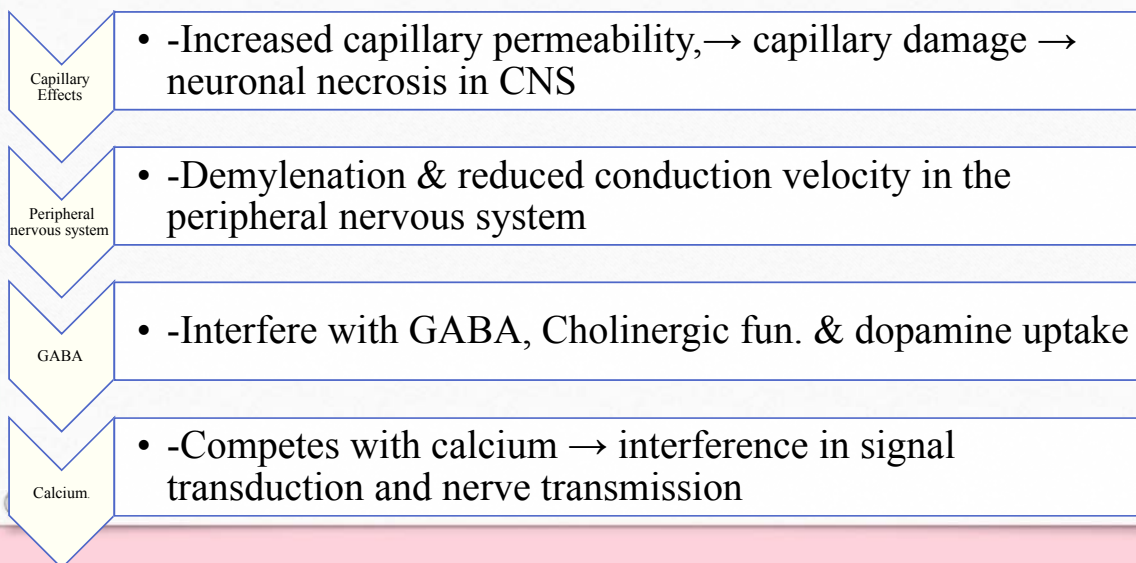 Capillary
Effects
• -Increased capillary permeability,→ capillary damage →
neuronal necrosis in CNS
Peripheral
nervous system
• -Demylenation & reduced conduction velocity in the
peripheral nervous system
GABA
• -Interfere with GABA, Cholinergic fun. & dopamine uptake
Calcium.
• -Competes with calcium → interference in signal
transduction and nerve transmission